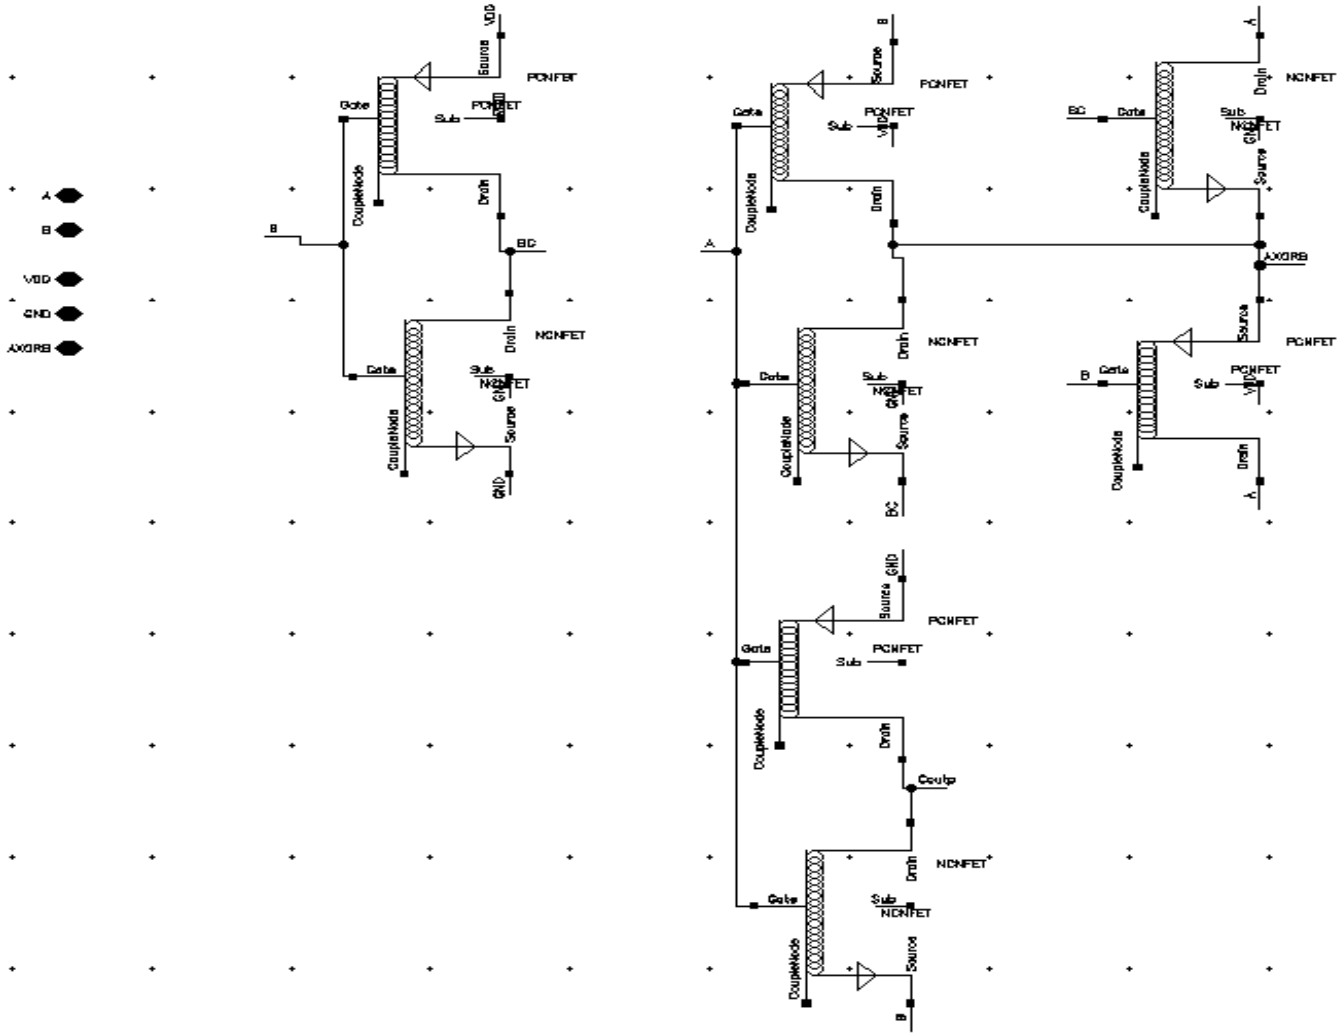 A
B
VDD
GND
AXORB
VDD
Source
PCNFET
Gate
PCNFET
Sub
CoupleNode
Drain
B
BC
Drain
NCNFET
Gate
Sub
NCNFET
GND
CoupleNode
Source
GND
B
Source
PCNFET
Gate
PCNFET
Sub
VDD
CoupleNode
Drain
A
Drain
NCNFET
Gate
Sub
NCNFET
GND
CoupleNode
Source
BC
GND
Source
PCNFET
Gate
PCNFET
Sub
CoupleNode
Drain
Coutp
Drain
NCNFET
Gate
Sub
NCNFET
CoupleNode
Source
B
A
Drain
NCNFET
BC
Gate
Sub
NCNFET
GND
CoupleNode
Source
AXORB
Source
PCNFET
B
Gate
PCNFET
Sub
VDD
CoupleNode
Drain
A